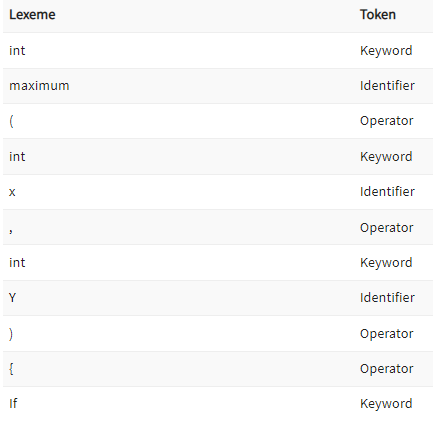 Lexeme Token
int Keyword
maximum Identifier
( Operator
int Keyword
x Identifier
, Operator
int Keyword
Y Identifier
) Operator
{ Operator
If Keyword